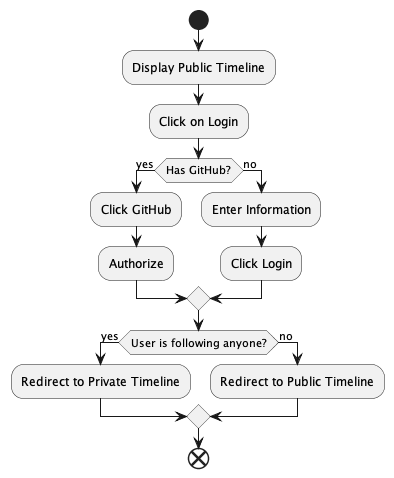 Display Public Timeline
Click on Login
yes
Has GitHub?
no
Click GitHub
Enter Information
Authorize
Click Login
yes
User is following anyone?
no
Redirect to Private Timeline
Redirect to Public Timeline